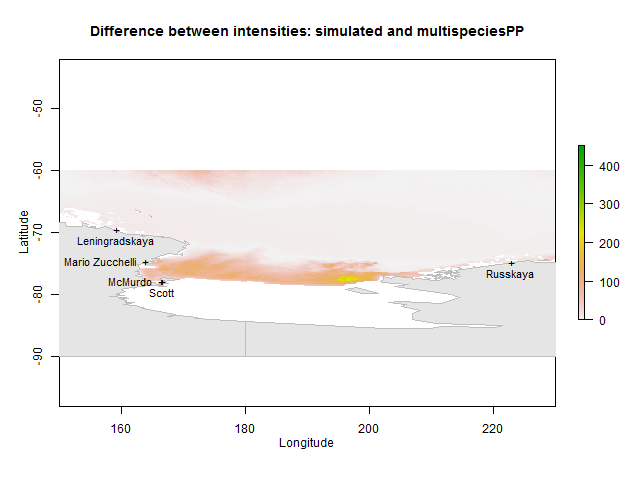 Difference between intensities: simulated and multispeciesPP
-50
-60
-70
-80
-90
Latitude
Leningradskaya
Mario Zucchelli
McMurdo
Scott
Russkaya
400
300
200
100
0
160
180
200
220
Longitude